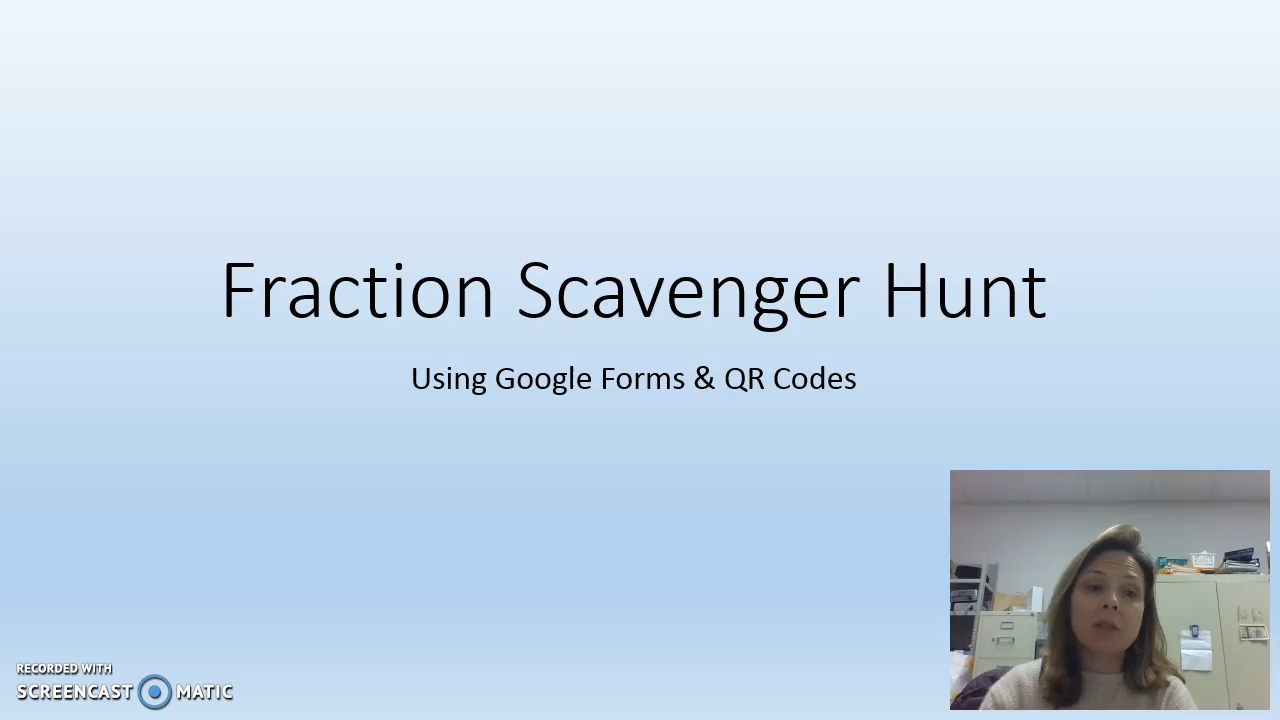 Fraction Scavenger Hunt
Using Google Forms & QR Codes
RECORDED WITH
SCREENCAST MATIC